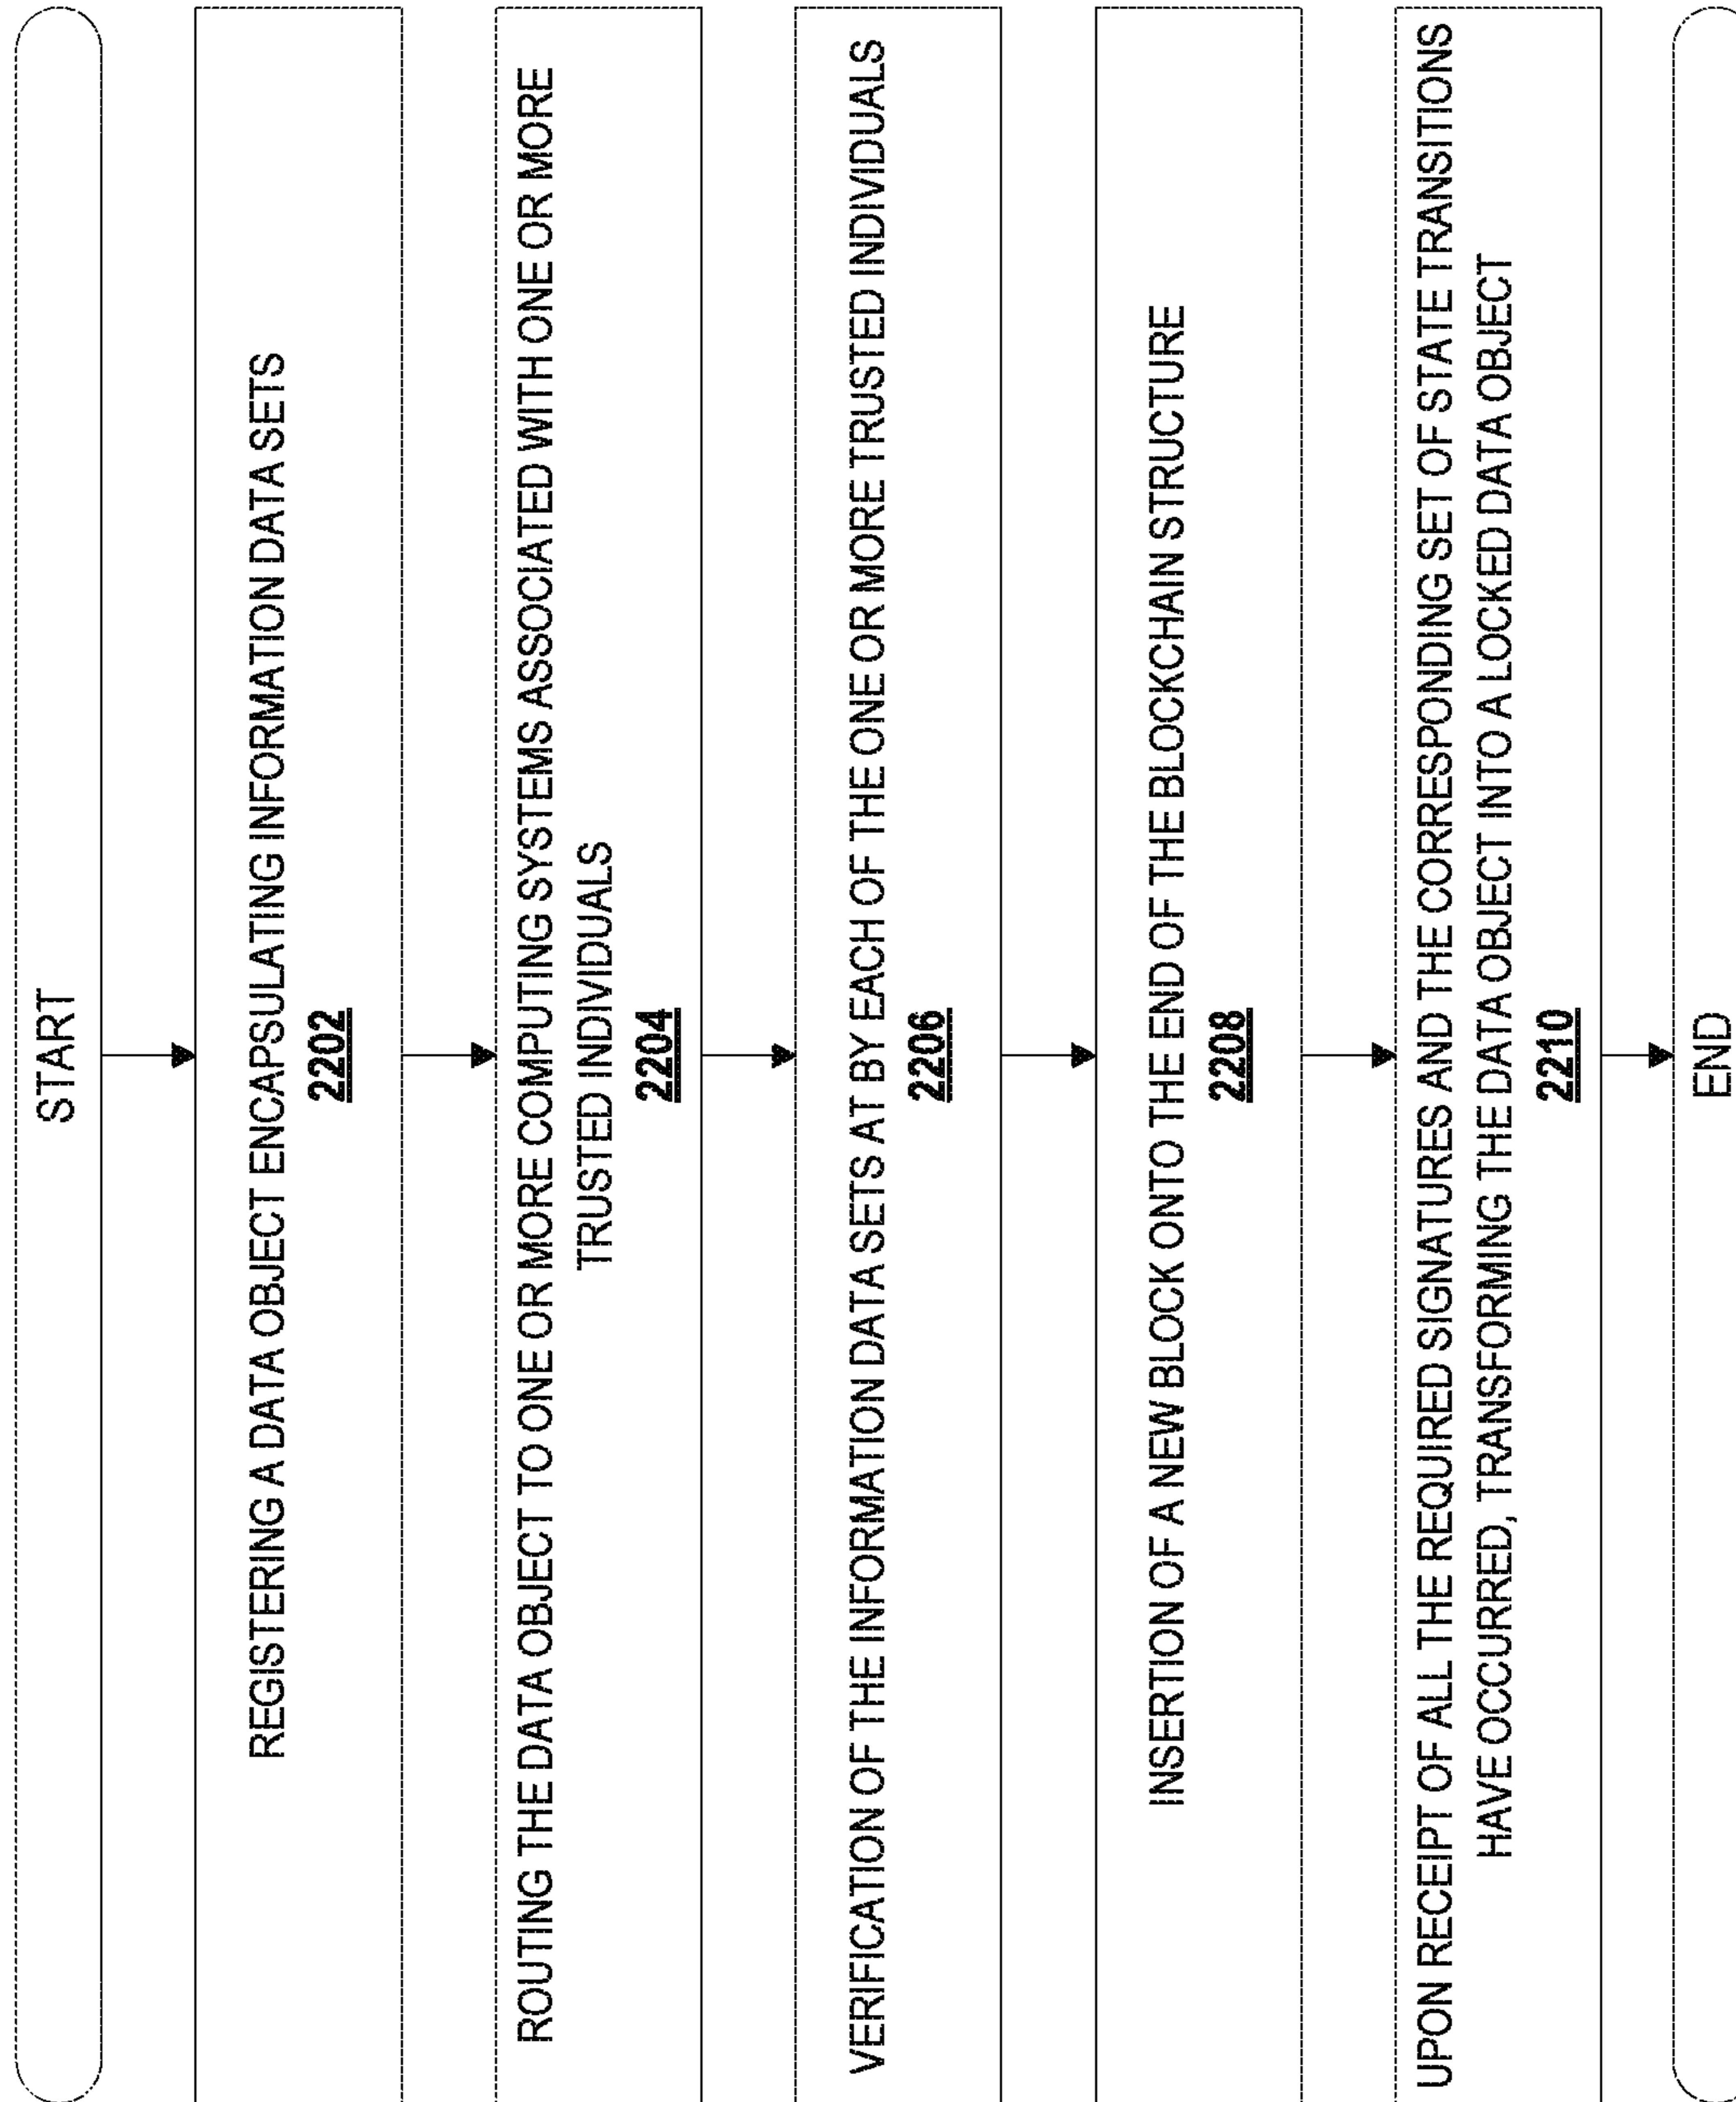 START
REGISTERING A DATA OBJECT ENCAPSULATING INFORMATION DATA SETS
2202
ROUTING THE DATA OBJECT TO ONE OR MORE COMPUTING SYSTEMS ASSOCIATED WITH ONE OR MORE
TRUSTED INDIVIDUALS
2204
VERIFICATION OF THE INFORMATION DATA SETS AT BY EACH OF THE ONE OR MORE TRUSTED INDIVIDUALS
2206
INSERTION OF A NEW BLOCK ONTO THE END OF THE BLOCKCHAIN STRUCTURE
2208
UPON RECEIPT OF ALL THE REQUIRED SIGNATURES AND THE CORRESPONDING SET OF STATE TRANSITIONS
HAVE OCCURRED, TRANSFORMING THE DATA OBJECT INTO A LOCKED DATA OBJECT
2210
END